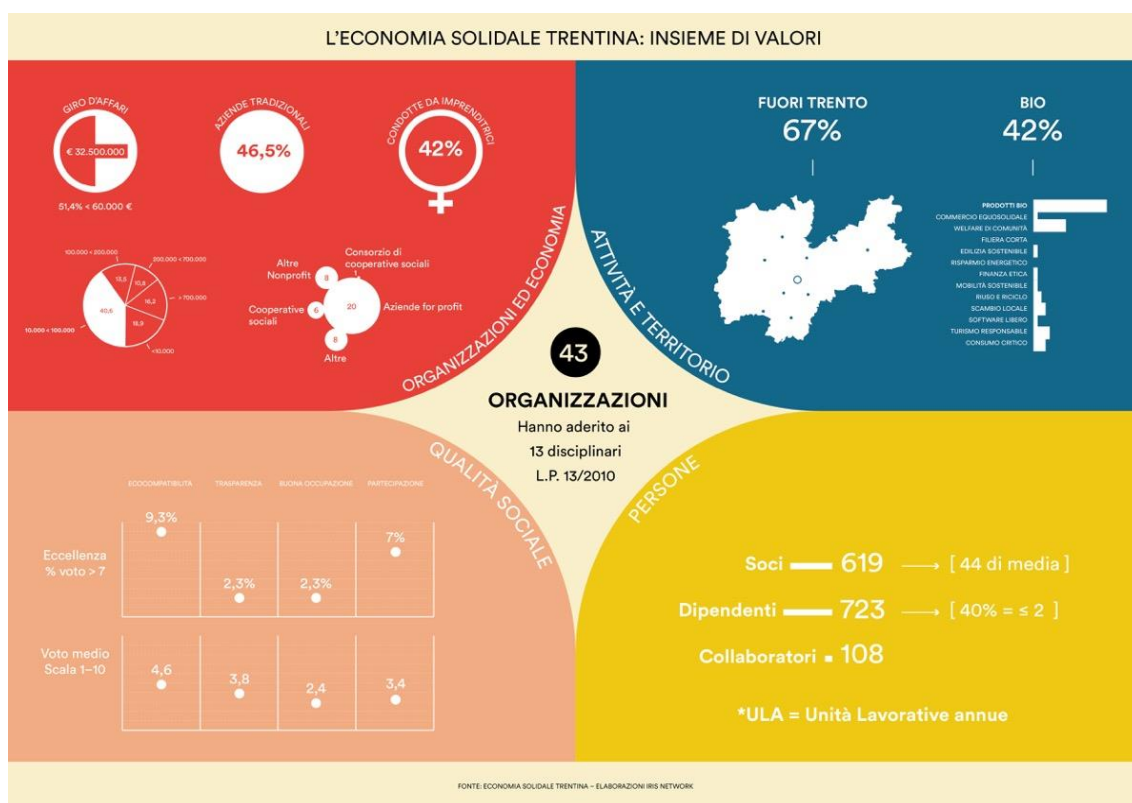 L'ECONOMIA SOLIDALE TRENTINA: INSIEME DI VALORI
GIRO D'AFFARI
€ 32.500.000
51,4% < 60.000 €
AZIENDE TRADIZIONALI
46,5%
CONDOTTE DA IMPRENDITRICI
42%
100.000 < 200.000
200.000 < 700.000
> 700.000
<10.000
10.000 < 100.000
13,5
10,8
16,2
18,9
40,6
Altre
Nonprofit
8
Consorzio di
cooperative sociali
1
Cooperative
sociali
6
20
Aziende for profit
8
Altre
ORGANIZZAZIONI ED ECONOMIA
FUORI TRENTO
67%
BIO
42%
PRODOTTI BIO
COMMERCIO EQUOSOLIDALE
WELFARE DI COMUNITÀ
FILIERA CORTA
EDILIZIA SOSTENIBILE
RISPARMIO ENERGETICO
FINANZA ETICA
MOBILITÀ SOSTENIBILE
RIUSO E RICICLO
SCAMBIO LOCALE
SOFTWARE LIBERO
TURISMO RESPONSABILE
CONSUMO CRITICO
ATTIVITÀ E TERRITORIO
43
ORGANIZZAZIONI
Hanno aderito ai
13 disciplinari
L.P. 13/2010
QUALITÀ SOCIALE
ECOCOMPATIBILITÀ
TRASPARENZA
BUONA OCCUPAZIONE
PARTECIPAZIONE
Eccellenza
% voto > 7
9,3%
2,3%
2,3%
7%
Voto medio
Scala 1–10
4,6
3,8
2,4
3,4
PERSONE
Soci 619 → [ 44 di media ]
Dipendenti 723 → [ 40% = ≤ 2 ]
Collaboratori 108
*ULA = Unità Lavorative annue
FONTE: ECONOMIA SOLIDALE TRENTINA – ELABORAZIONI IRIS NETWORK